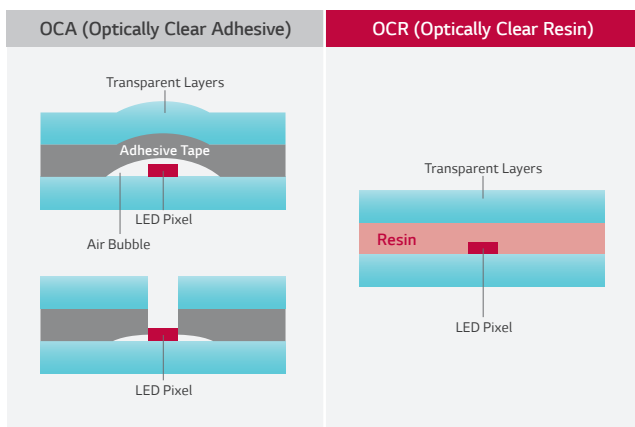 OCA (Optically Clear Adhesive)
Transparent Layers
Adhesive Tape
LED Pixel
Air Bubble
LED Pixel
OCR (Optically Clear Resin)
Transparent Layers
Resin
LED Pixel